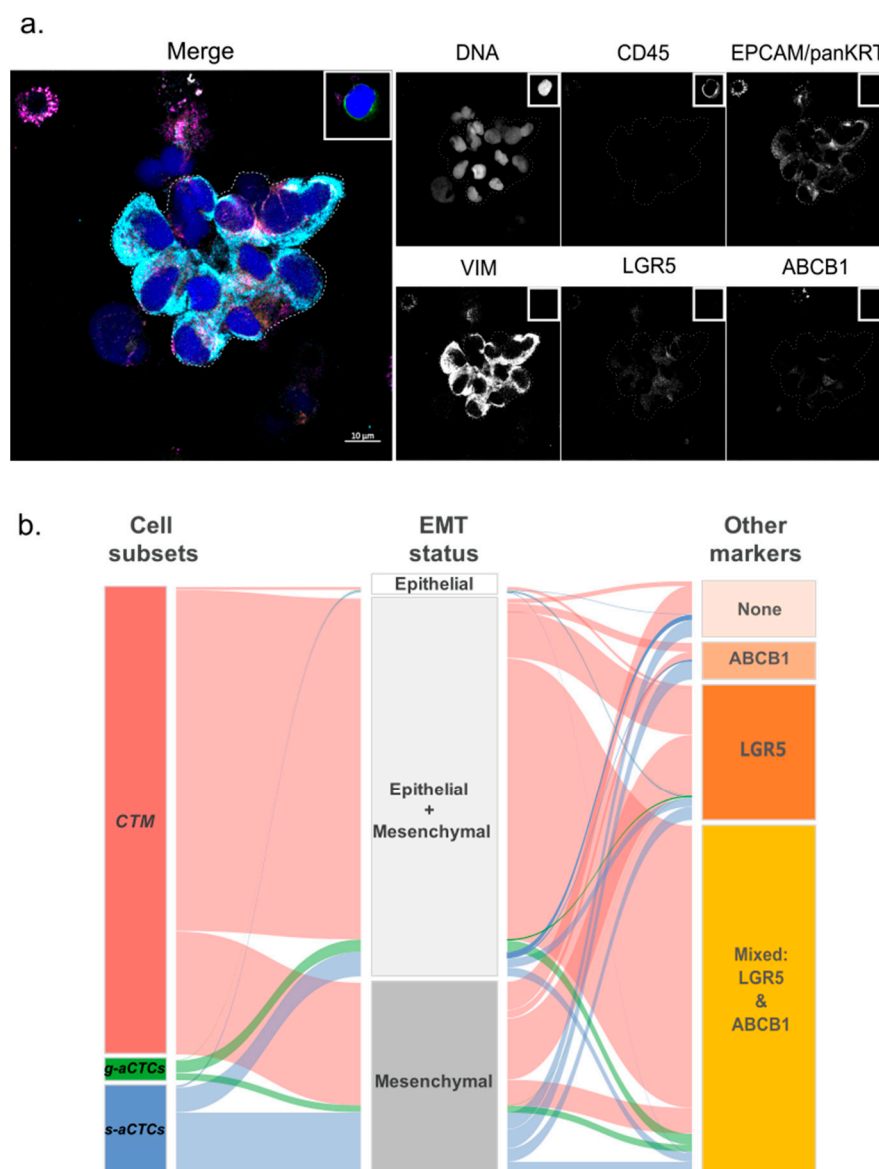 a.
Merge
DNA
CD45
EPCAM/panKRT
VIM
LGR5
ABCB1
10 µm
b.
Cell
subsets
EMT
status
Other
markers
CTM
g-aCTCs
s-aCTCs
Epithelial
Epithelial
+
Mesenchymal
Mesenchymal
None
ABCB1
LGR5
Mixed:
LGR5
&
ABCB1